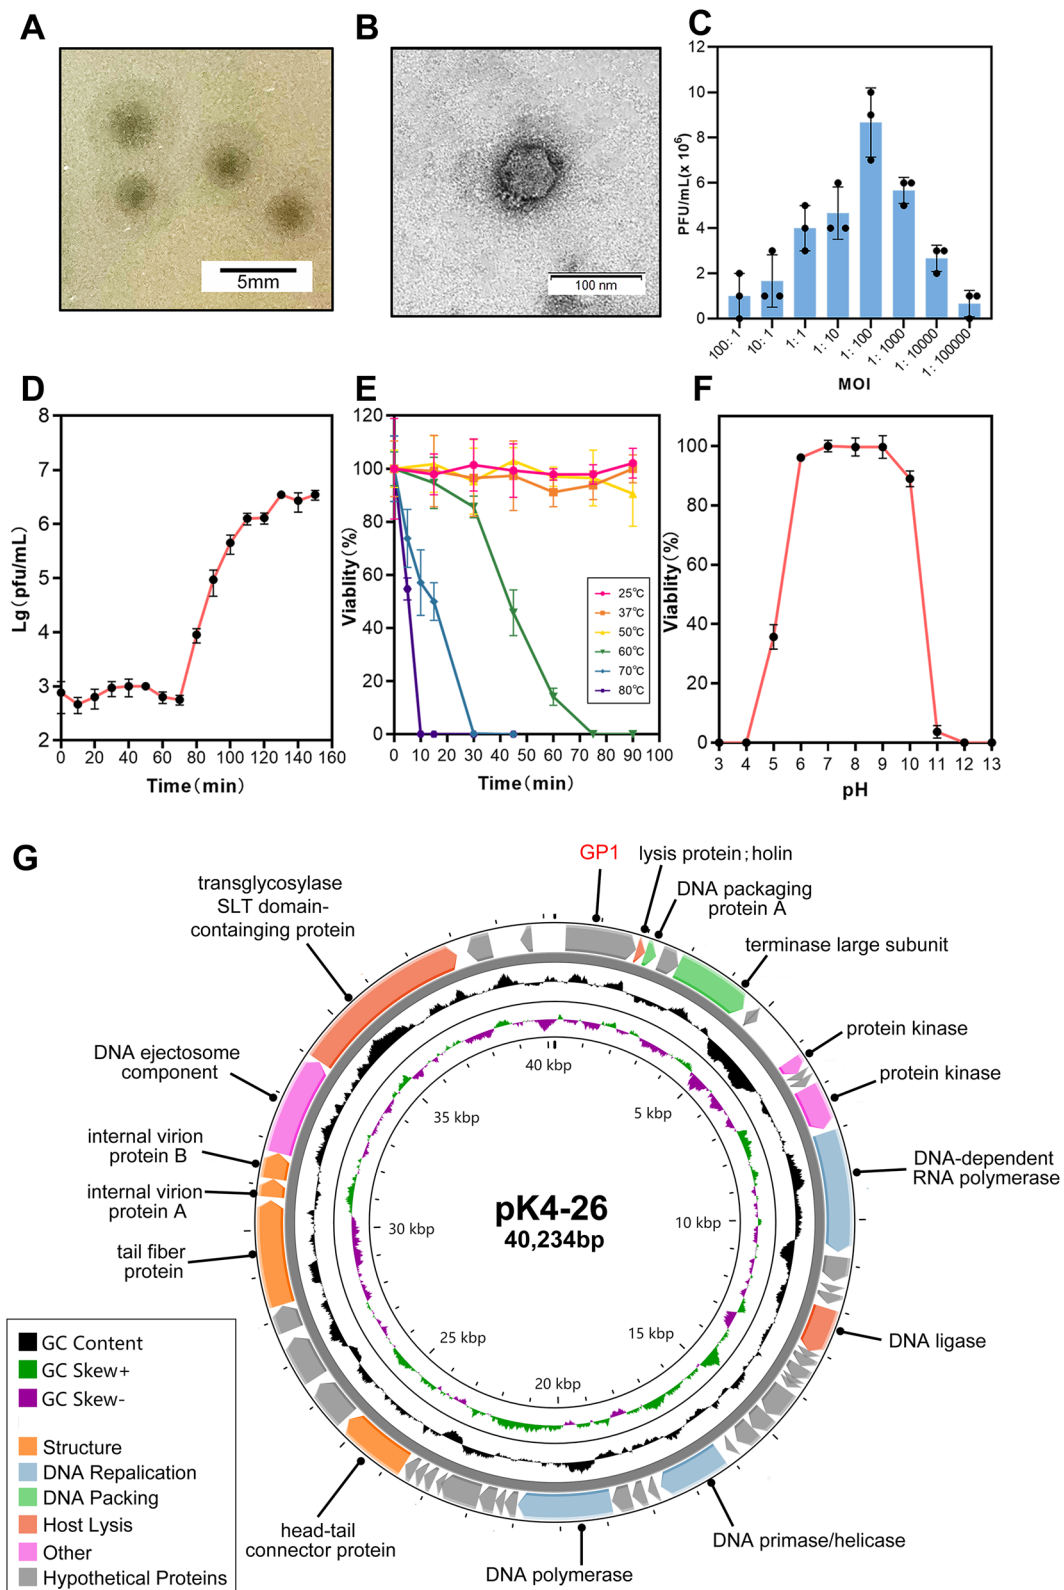 A
5mm
B
100 nm
C
PFU/mL(x 10⁶)
12
10
8
6
4
2
0
100: 1
10: 1
1: 1
1: 10
1: 100
1: 1000
1: 10000
1: 100000
MOI
D
Lg（pfu/mL）
8
7
6
5
4
3
2
0
20
40
60
80
100
120
140
160
Time（min）
E
Viablity（%）
120
100
80
60
40
20
0
25℃
37℃
50℃
60℃
70℃
80℃
0
10
20
30
40
50
60
70
80
90
100
Time（min）
F
Viablity（%）
100
80
60
40
20
0
3
4
5
6
7
8
9
10
11
12
13
pH
G
GP1
lysis protein; holin
DNA packaging
protein A
terminase large subunit
protein kinase
protein kinase
DNA-dependent
RNA polymerase
DNA ligase
DNA primase/helicase
DNA polymerase
head-tail
connector protein
tail fiber
protein
internal virion
protein A
internal virion
protein B
DNA ejectosome
component
transglycosylase
SLT domain-
containging protein
40 kbp
5 kbp
10 kbp
15 kbp
20 kbp
25 kbp
30 kbp
35 kbp
pK4-26
40,234bp
GC Content
GC Skew+
GC Skew-
Structure
DNA Repalication
DNA Packing
Host Lysis
Other
Hypothetical Proteins